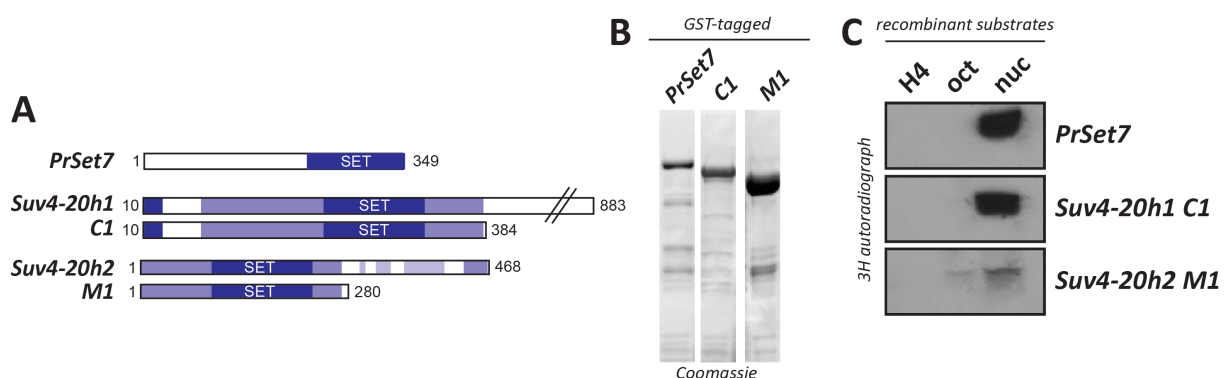 A
PrSet7 1 SET 349
Suv4-20h1 10 SET 883
C1 10 SET 384
Suv4-20h2 1 SET 468
M1 1 SET 280
B
GST-tagged
PrSet7 C1 M1
Coomassie
C
recombinant substrates
H4 oct nuc
3H autoradiograph
PrSet7
Suv4-20h1 C1
Suv4-20h2 M1